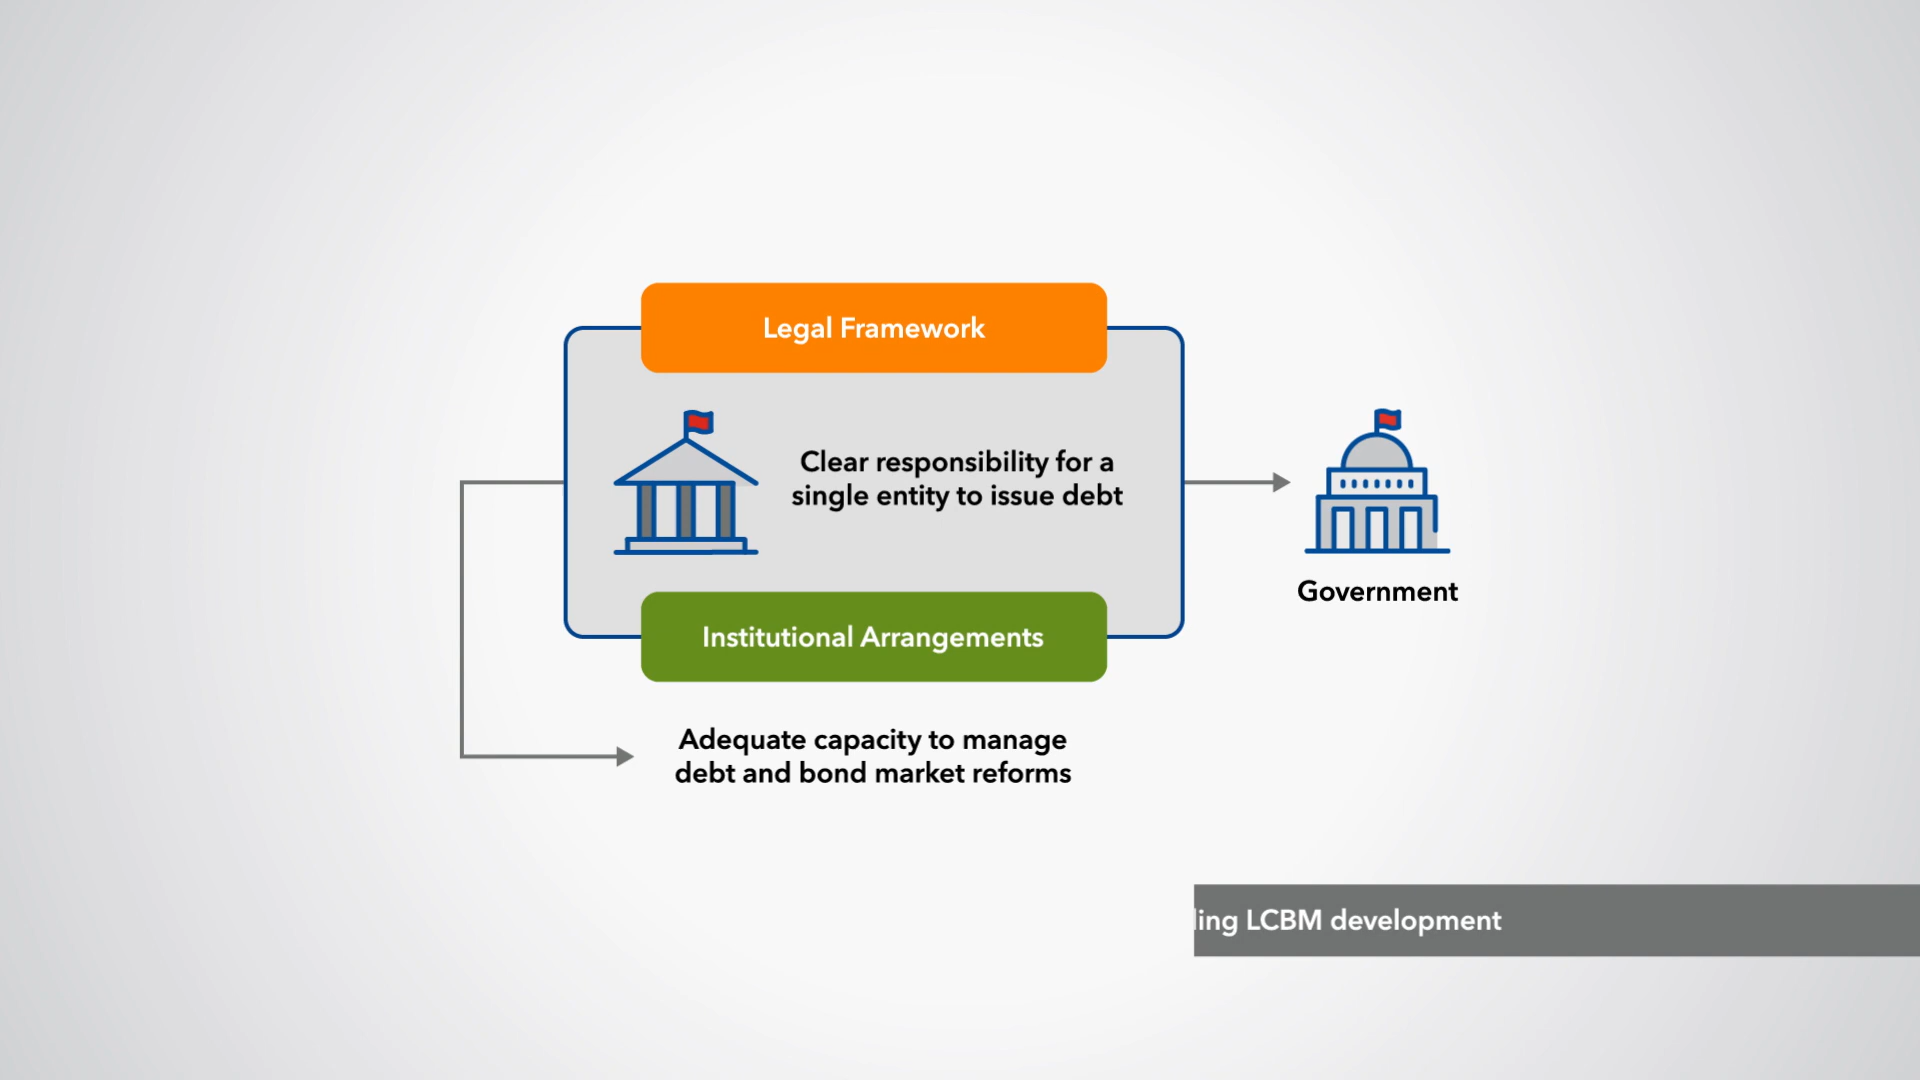 Legal Framework
Clear responsibility for a
single entity to issue debt
Government
Institutional Arrangements
Adequate capacity to manage
debt and bond market reforms
LCBM development